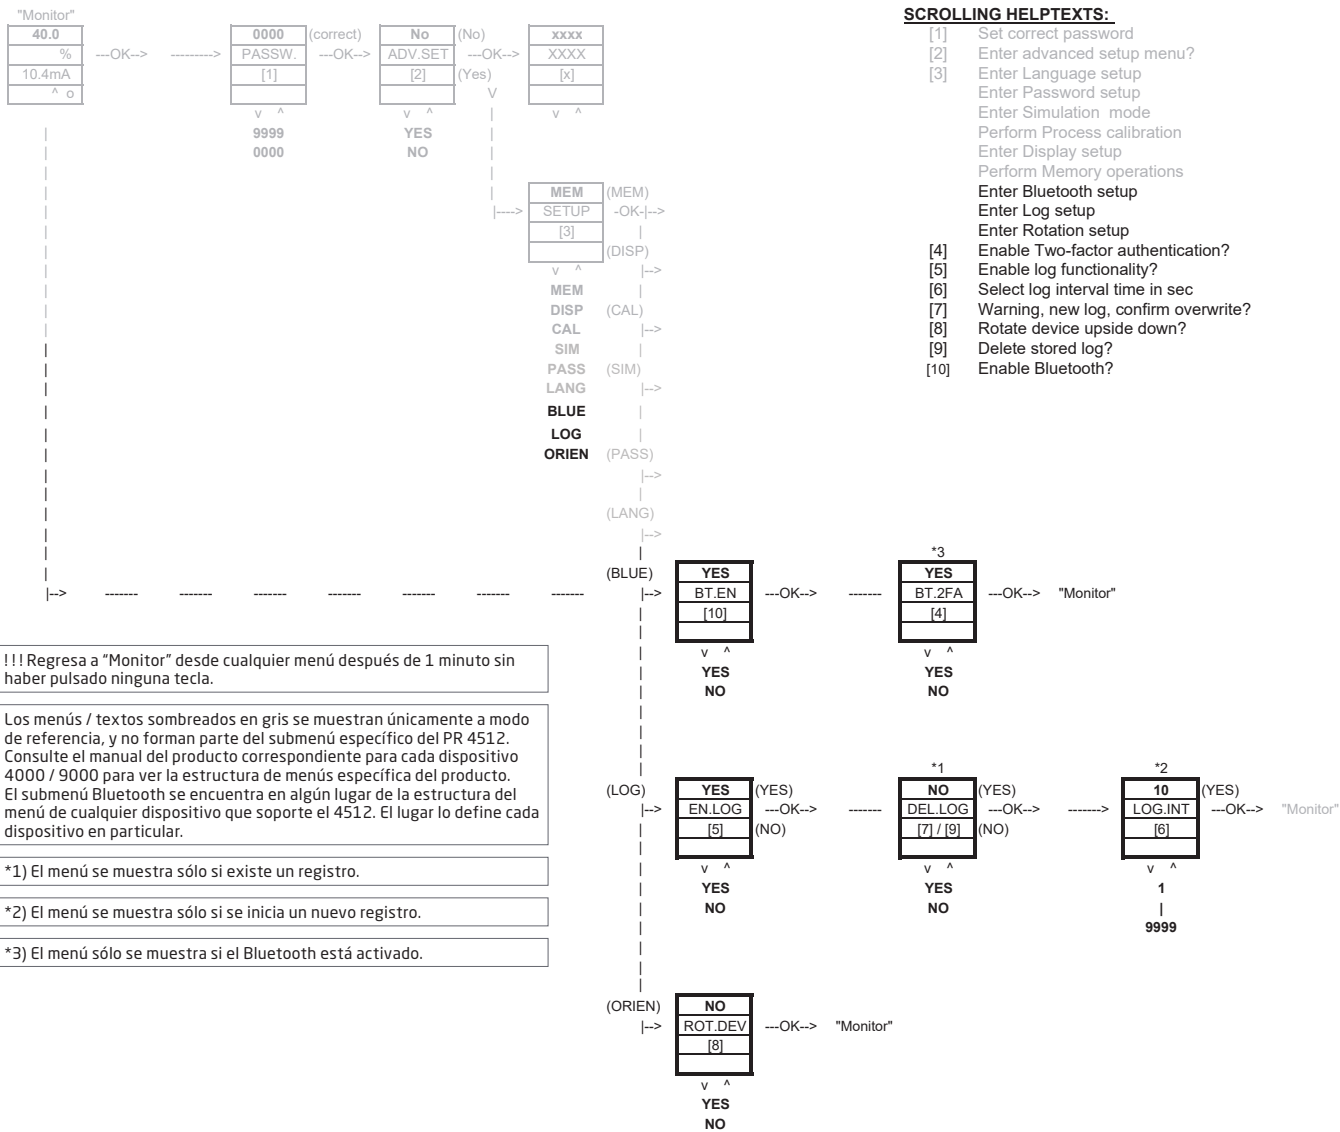 "Monitor"
40.0
%
10.4mA
^ o
---OK-->
--------->
0000 (correct)
PASSW. ---OK-->
[1]
v ^
9999
0000
No (No)
ADV.SET ---OK-->
[2] (Yes)
V
v ^
YES
NO
xxxx
XXXX
[x]
v ^
SCROLLING HELPTEXTS:
[1] Set correct password
[2] Enter advanced setup menu?
[3] Enter Language setup
Enter Password setup
Enter Simulation mode
Perform Process calibration
Enter Display setup
Perform Memory operations
Enter Bluetooth setup
Enter Log setup
Enter Rotation setup
[4] Enable Two-factor authentication?
[5] Enable log functionality?
[6] Select log interval time in sec
[7] Warning, new log, confirm overwrite?
[8] Rotate device upside down?
[9] Delete stored log?
[10] Enable Bluetooth?
MEM (MEM)
|----> SETUP -OK-|-->
[3]
(DISP)
v ^ |-->
MEM
DISP (CAL)
CAL |-->
SIM
PASS (SIM)
LANG |-->
BLUE
LOG
ORIEN (PASS)
|-->
(LANG)
|-->
*3
(BLUE) YES YES
|--> ------- ------- ------- ------- ------- ------- ------- |--> BT.EN ---OK--> ------- BT.2FA ---OK--> "Monitor"
[10] [4]
v ^ v ^
YES YES
NO NO
!!! Regresa a “Monitor” desde cualquier menú después de 1 minuto sin
haber pulsado ninguna tecla.
Los menús / textos sombreados en gris se muestran únicamente a modo
de referencia, y no forman parte del submenú específico del PR 4512.
Consulte el manual del producto correspondiente para cada dispositivo
4000 / 9000 para ver la estructura de menús específica del producto.
El submenú Bluetooth se encuentra en algún lugar de la estructura del
menú de cualquier dispositivo que soporte el 4512. El lugar lo define cada
dispositivo en particular.
*1) El menú se muestra sólo si existe un registro.
*2) El menú se muestra sólo si se inicia un nuevo registro.
*3) El menú sólo se muestra si el Bluetooth está activado.
*1 *2
(LOG) YES (YES) NO (YES) 10 (YES)
|--> EN.LOG ---OK--> ------- DEL.LOG ---OK--> -------> LOG.INT ---OK--> "Monitor"
[5] (NO) [7] / [9] (NO) [6]
v ^ v ^ v ^
YES YES 1
NO NO |
9999
(ORIEN) NO
|--> ROT.DEV ---OK--> "Monitor"
[8]
v ^
YES
NO